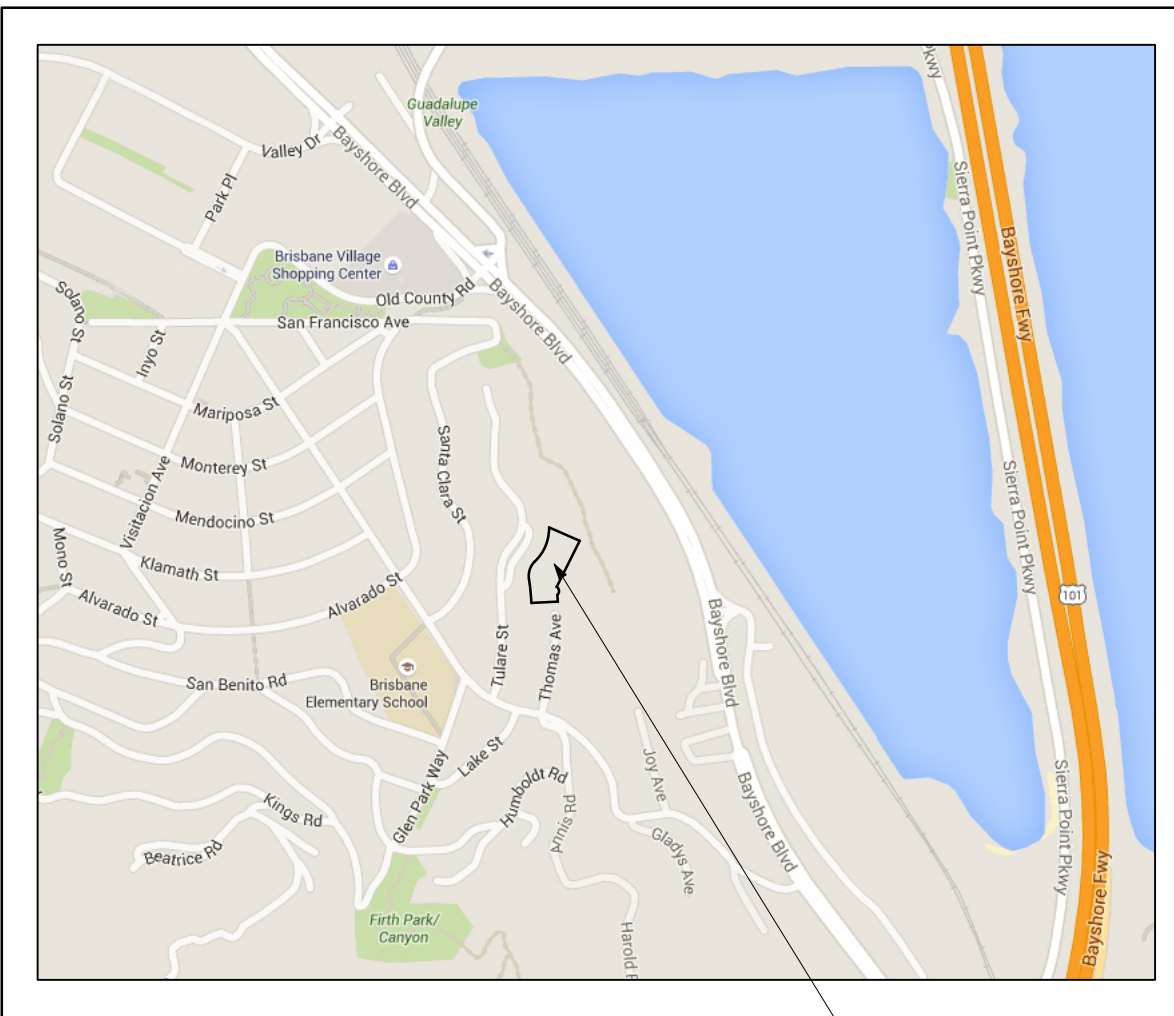 pkwy
Guadalupe
Valley
Valley Dr
Bayshore Blvd
Park Pl
Sierra Point Pkwy
Bayshore Fwy
Brisbane Village
Shopping Center
Old County Rd
Bayshore Blvd
Solano St
San Francisco Ave
Inyo St
Solano St
Mariposa St
Santa Clara St
Monterey St
Visitacion Ave
Sierra Point Pkwy
Mendocino St
Mono St
Klamath St
Alvarado St
Alvarado St
101
Bayshore Blvd
Tulare St
Thomas Ave
San Benito Rd
Brisbane
Elementary School
Lake St
Joy Ave
Humboldt Rd
Glen Park Way
Annis Rd
Bayshore Blvd
Sierra Point Pkwy
Kings Rd
Gladys Ave
Beatrice Rd
Bayshore Fwy
Firth Park/
Canyon
Harold R